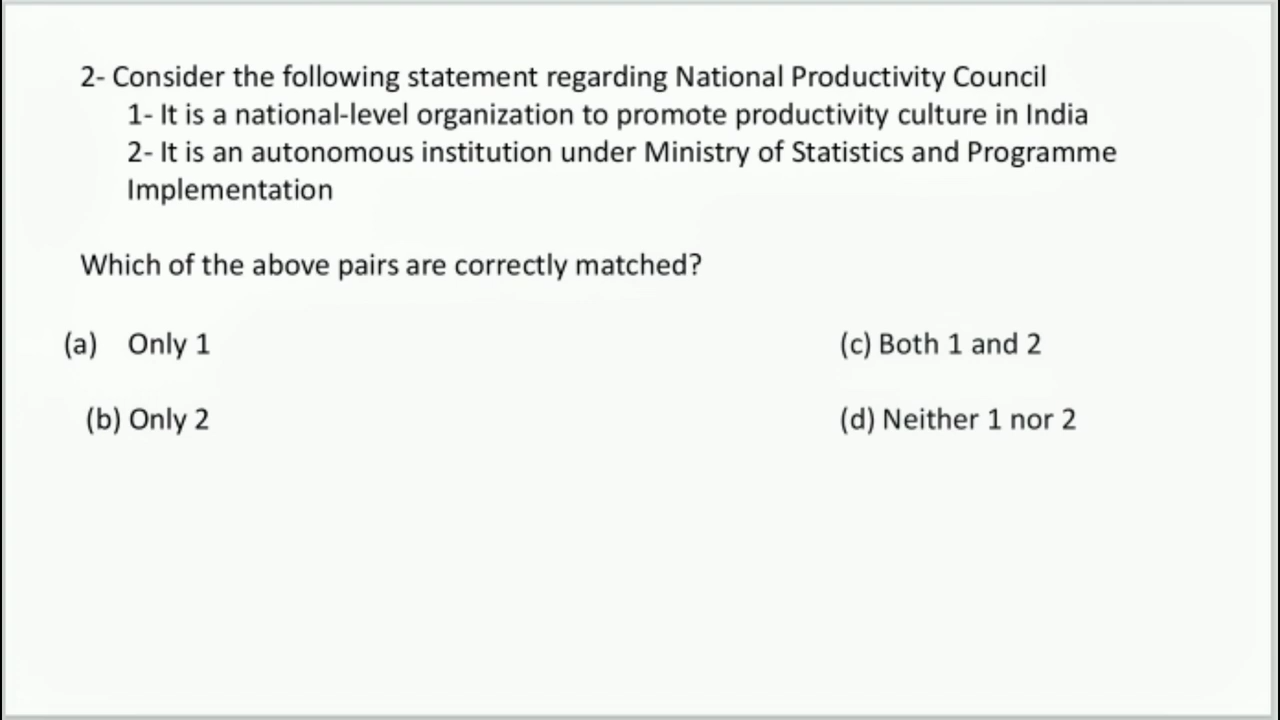 2- Consider the following statement regarding National Productivity Council
1- It is a national-level organization to promote productivity culture in India
2- It is an autonomous institution under Ministry of Statistics and Programme
Implementation
Which of the above pairs are correctly matched?
(a) Only 1
(c) Both 1 and 2
(b) Only 2
(d) Neither 1 nor 2